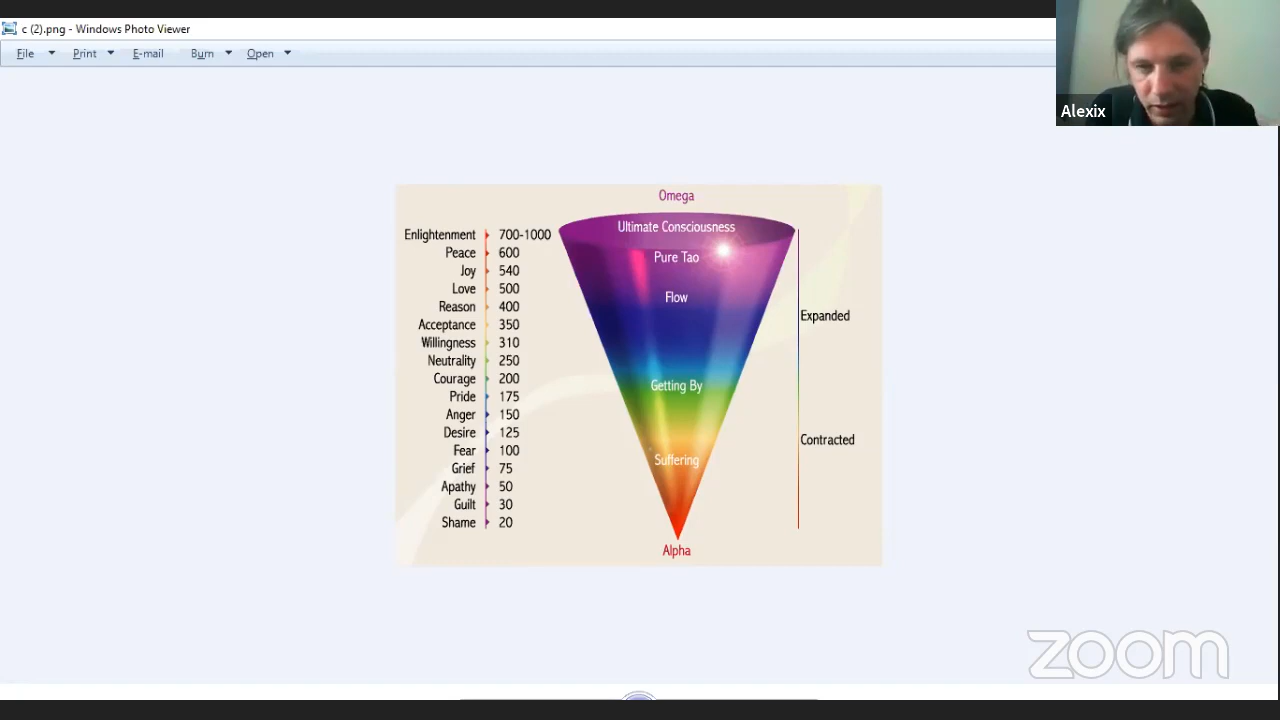 c (2).png - Windows Photo Viewer
File Print E-mail Burn Open
Alexix
Omega
Enlightenment 700-1000
Peace 600
Joy 540
Love 500
Reason 400
Acceptance 350
Willingness 310
Neutrality 250
Courage 200
Pride 175
Anger 150
Desire 125
Fear 100
Grief 75
Apathy 50
Guilt 30
Shame 20
Ultimate Consciousness
Pure Tao
Flow
Getting By
Suffering
Alpha
Expanded
Contracted
zoom